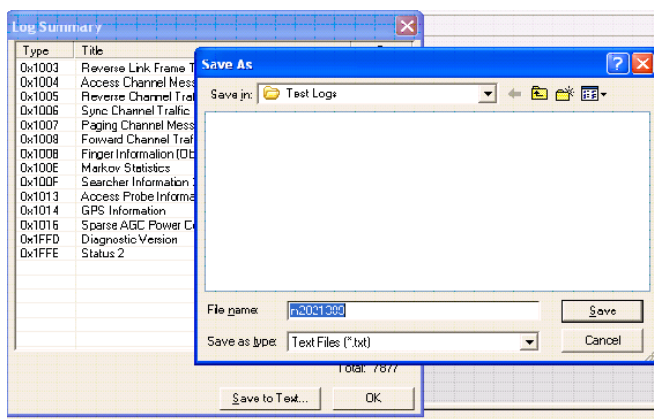 Log Summary
Type Title
0x1003 Reverse Link Frame T
0x1004 Access Channel Mess
0x1005 Reverse Channel Traf
0x1006 Sync Channel Traffic
0x1007 Paging Channel Mess
0x1008 Forward Channel Traf
0x100B Finger Information (Ob
0x100E Markov Statistics
0x100F Searcher Information
0x1013 Access Probe Informa
0x1014 GPS Information
0x1016 Sparse AGC Power Co
0x1FFD Diagnostic Version
0x1FFE Status 2
Total: 7877
Save to Text... OK
Save As
Save in: Test Logs
File name: Save
Save as type: Text Files (*.txt) Cancel